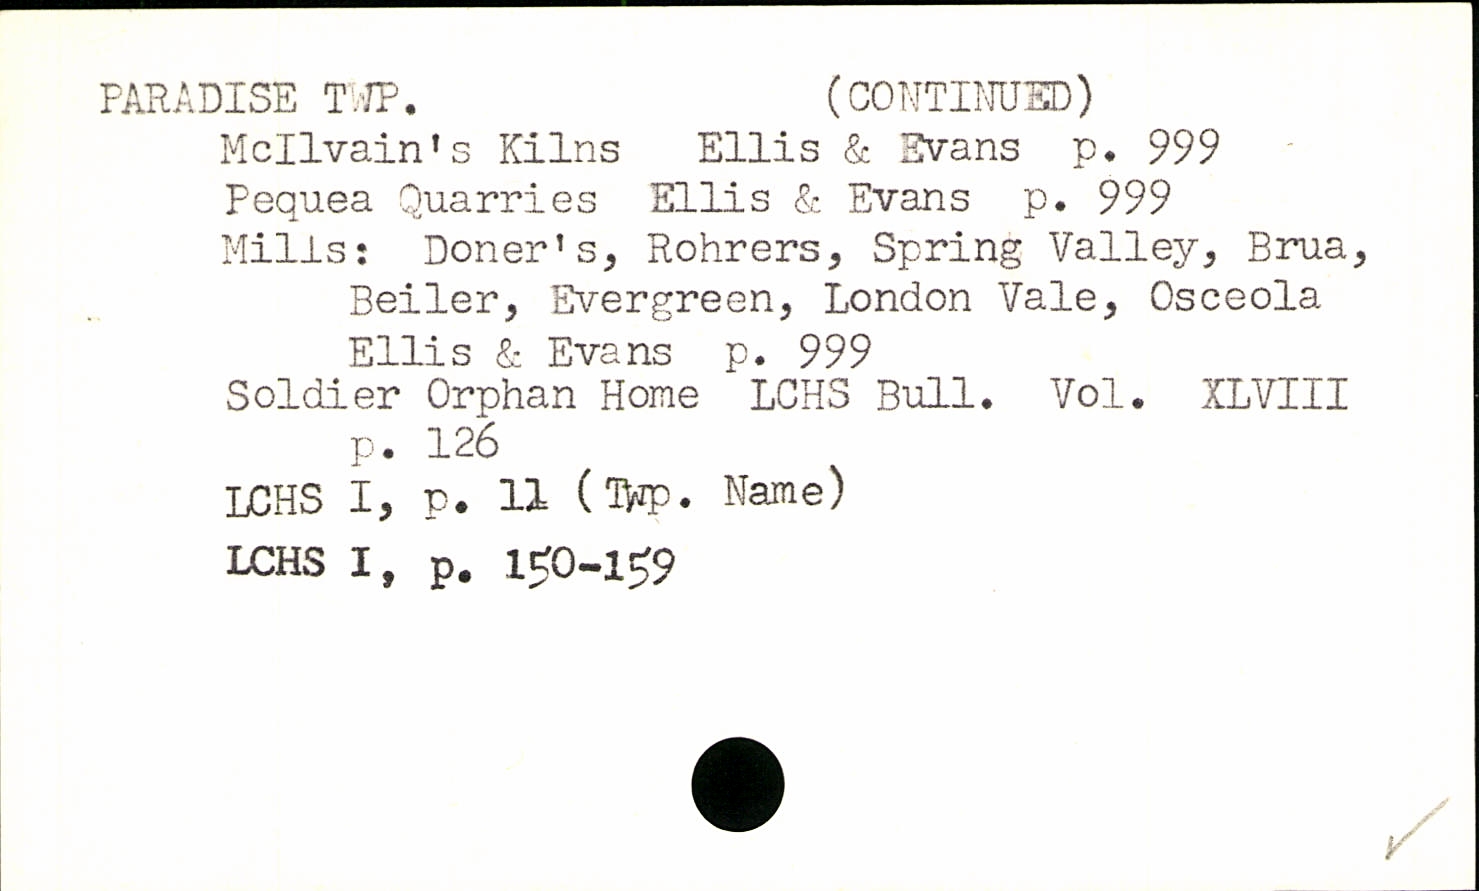 PARADISE TWP. (CONTINUED)
McIlvain's Kilns Ellis & Evans p. 999
Pequea Quarries Ellis & Evans p. 999
Mills: Doner's, Rohrers, Spring Valley, Brua,
Beiler, Evergreen, London Vale, Osceola
Ellis & Evans p. 999
Soldier Orphan Home LCHS Bull. Vol. XLVIII
p. 126
LCHS I, p. 11 (Twp. Name)
LCHS I, p. 150-159